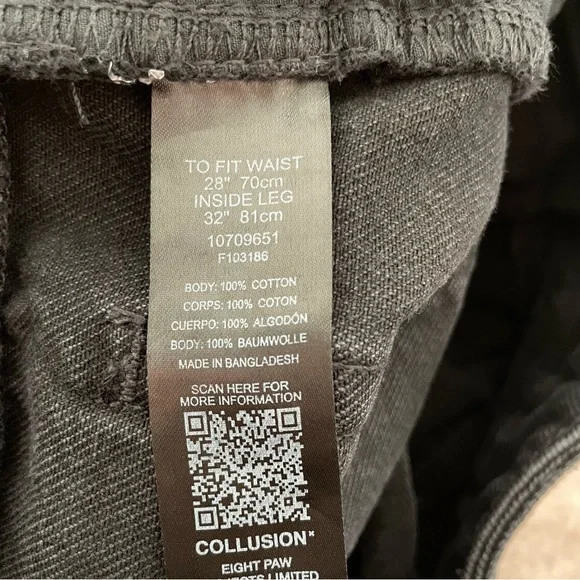 TO FIT WAIST
28" 70cm
INSIDE LEG
32" 81cm
10709651
F103186
BODY: 100% COTTON
CORPS: 100% COTON
CUERPO: 100% ALGODÓN
BODY: 100% BAUMWOLLE
MADE IN BANGLADESH
SCAN HERE FOR
MORE INFORMATION
COLLUSION*
EIGHT PAW
LIMITED